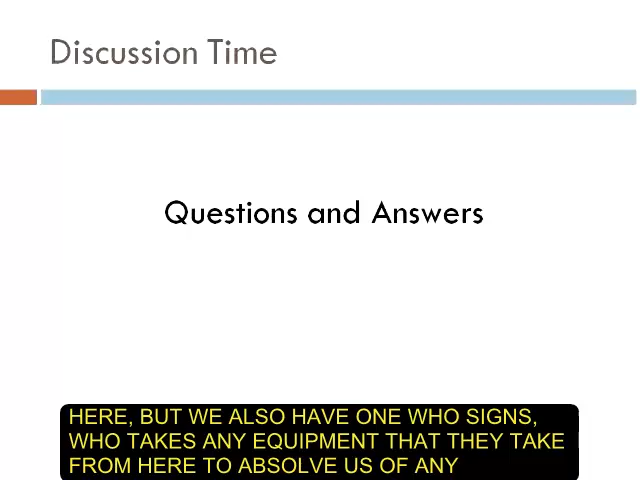 Discussion Time
Questions and Answers
HERE, BUT WE ALSO HAVE ONE WHO SIGNS,
WHO TAKES ANY EQUIPMENT THAT THEY TAKE
FROM HERE TO ABSOLVE US OF ANY